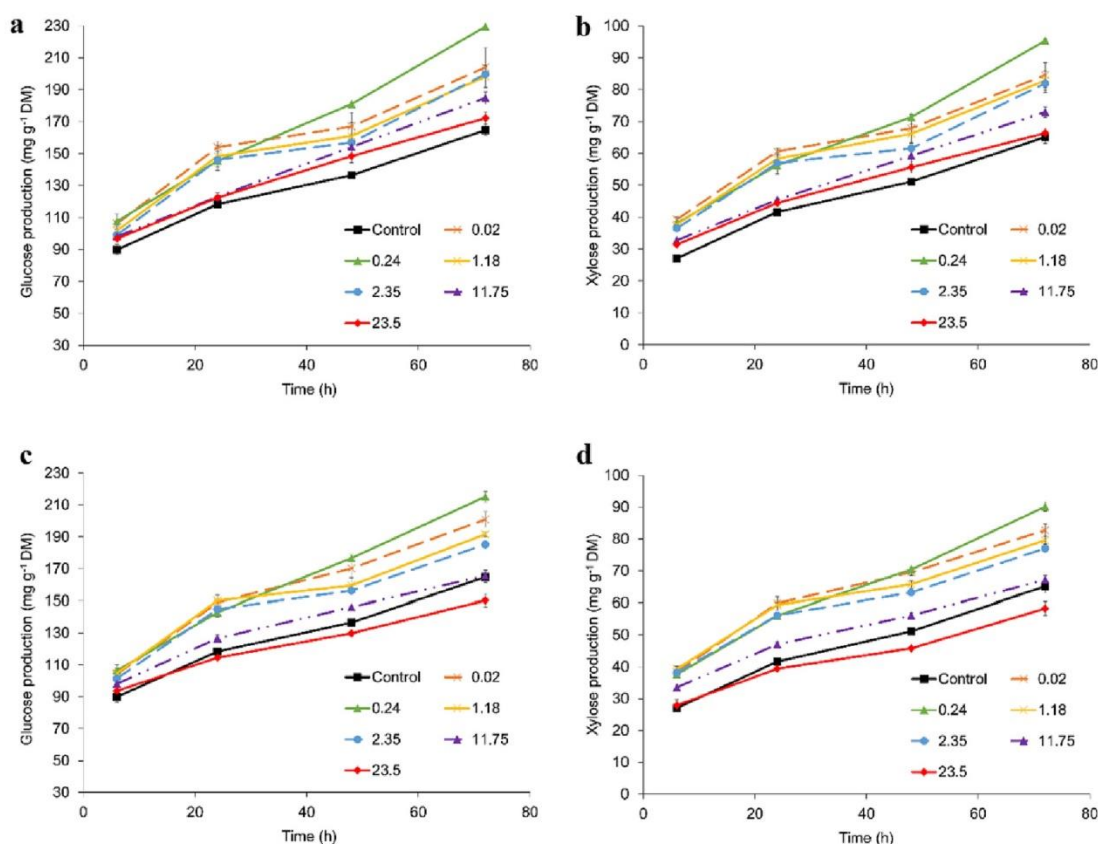 a
230
210
190
170
150
130
110
90
70
50
30
Glucose production (mg g⁻¹ DM)
Control 0.02
0.24 1.18
2.35 11.75
23.5
0 20 40 60 80
Time (h)
b
100
90
80
70
60
50
40
30
20
10
0
Xylose production (mg g⁻¹ DM)
Control 0.02
0.24 1.18
2.35 11.75
23.5
0 20 40 60 80
Time (h)
c
230
210
190
170
150
130
110
90
70
50
30
Glucose production (mg g⁻¹ DM)
Control 0.02
0.24 1.18
2.35 11.75
23.5
0 20 40 60 80
Time (h)
d
100
90
80
70
60
50
40
30
20
10
0
Xylose production (mg g⁻¹ DM)
Control 0.02
0.24 1.18
2.35 11.75
23.5
0 20 40 60 80
Time (h)